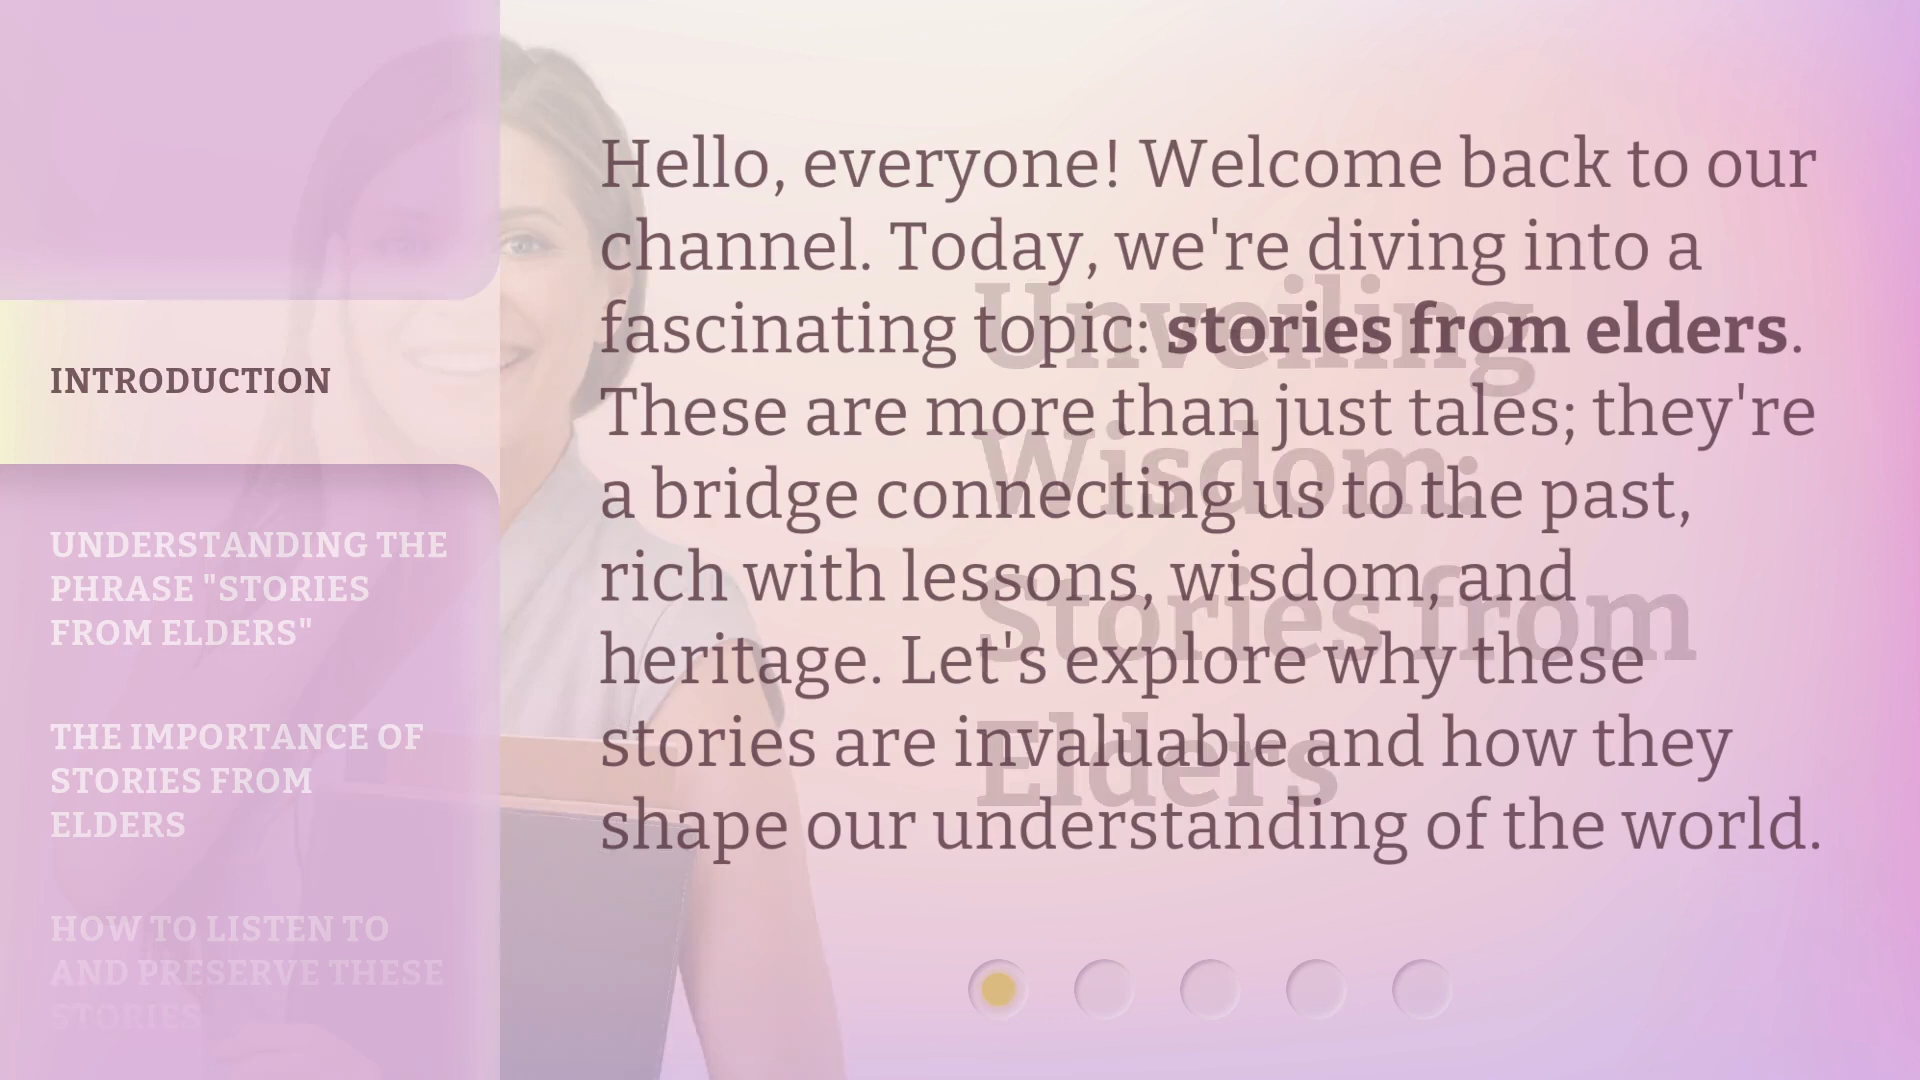 INTRODUCTION
UNDERSTANDING THE
PHRASE "STORIES
FROM ELDERS"
THE IMPORTANCE OF
STORIES FROM
ELDERS
HOW TO LISTEN TO
AND PRESERVE THESE
STORIES
Hello, everyone! Welcome back to our
channel. Today, we're diving into a
fascinating topic: stories from elders.
These are more than just tales; they're
a bridge connecting us to the past,
rich with lessons, wisdom, and
heritage. Let's explore why these
stories are invaluable and how they
shape our understanding of the world.
Unveiling
Wisdom:
Stories from
Elders